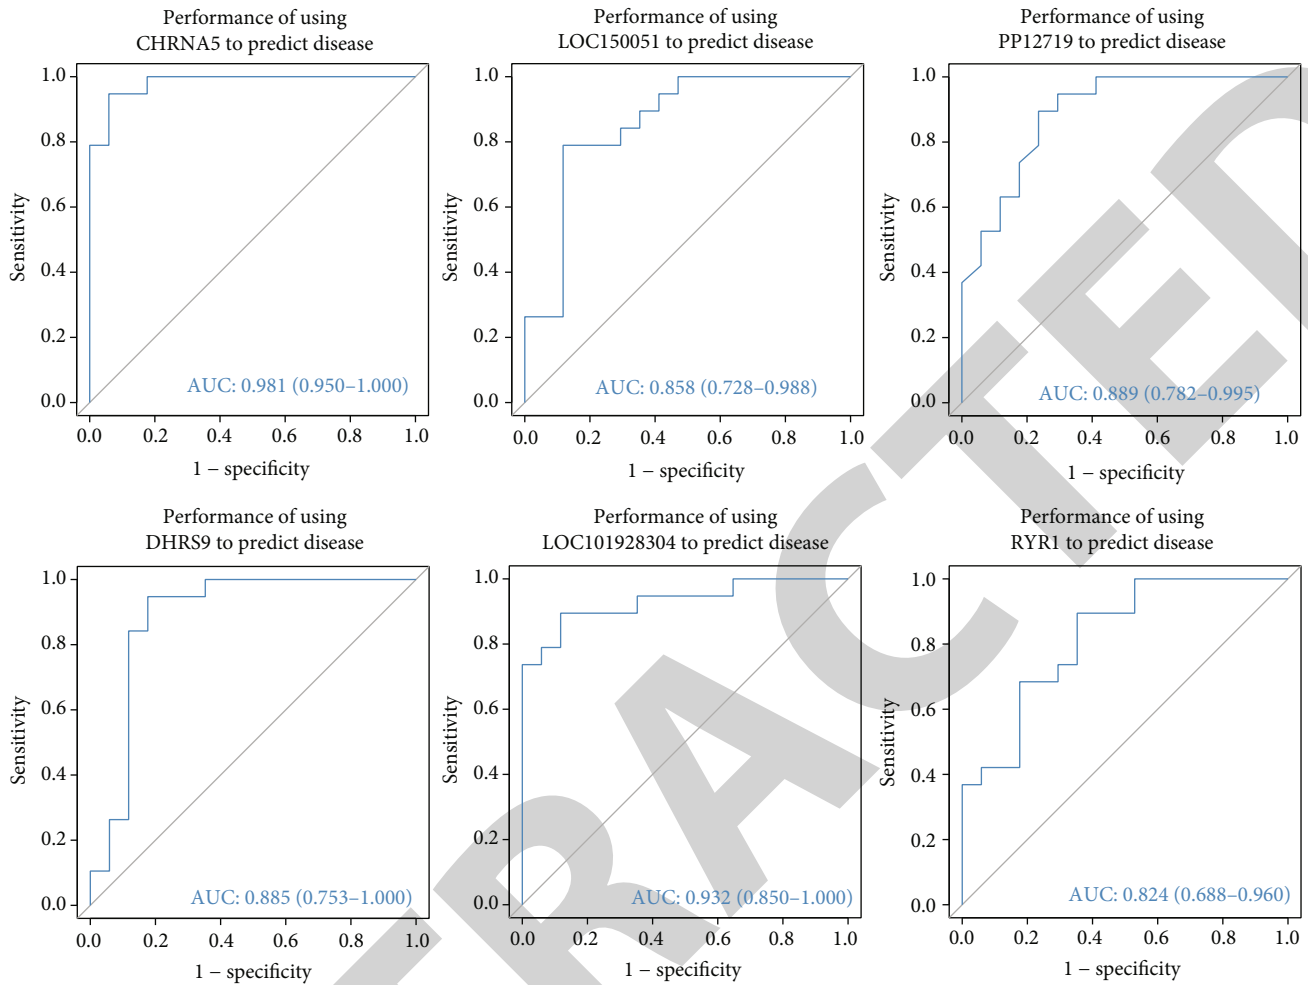 Performance of using
CHRNA5 to predict disease
Performance of using
LOC150051 to predict disease
Performance of using
PP12719 to predict disease
Sensitivity
1.0
0.8
0.6
0.4
0.2
0.0
AUC: 0.981 (0.950–1.000)
0.0 0.2 0.4 0.6 0.8 1.0
1 – specificity
Sensitivity
1.0
0.8
0.6
0.4
0.2
0.0
AUC: 0.858 (0.728–0.988)
0.0 0.2 0.4 0.6 0.8 1.0
1 – specificity
Sensitivity
1.0
0.8
0.6
0.4
0.2
0.0
AUC: 0.889 (0.782–0.995)
0.0 0.2 0.4 0.6 0.8 1.0
1 – specificity
Performance of using
DHRS9 to predict disease
Performance of using
LOC101928304 to predict disease
Performance of using
RYR1 to predict disease
Sensitivity
1.0
0.8
0.6
0.4
0.2
0.0
AUC: 0.885 (0.753–1.000)
0.0 0.2 0.4 0.6 0.8 1.0
1 – specificity
Sensitivity
1.0
0.8
0.6
0.4
0.2
0.0
AUC: 0.932 (0.850–1.000)
0.0 0.2 0.4 0.6 0.8 1.0
1 – specificity
Sensitivity
1.0
0.8
0.6
0.4
0.2
0.0
AUC: 0.824 (0.688–0.960)
0.0 0.2 0.4 0.6 0.8 1.0
1 – specificity
TRACTED